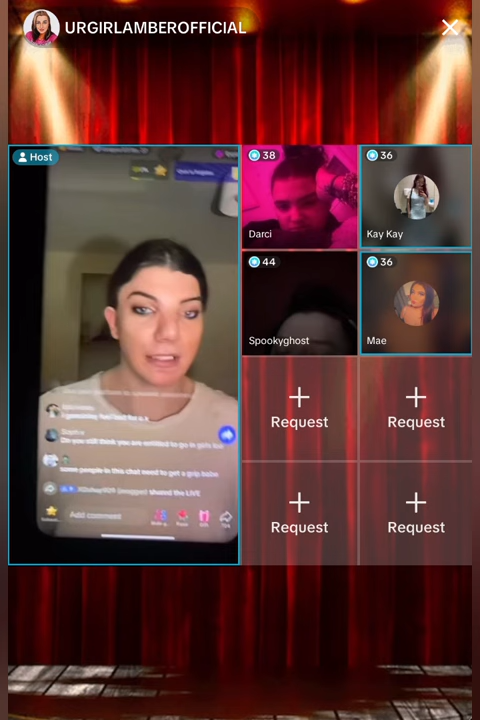 URGIRLAMBEROFFICIAL
Host
38
Darci
36
Kay Kay
44
Spookyghost
36
Mae
Request
Request
Request
Request
Do you still think you are entitled to go in girls
some people in this chat need to get a grip
shared the LIVE
Add comment